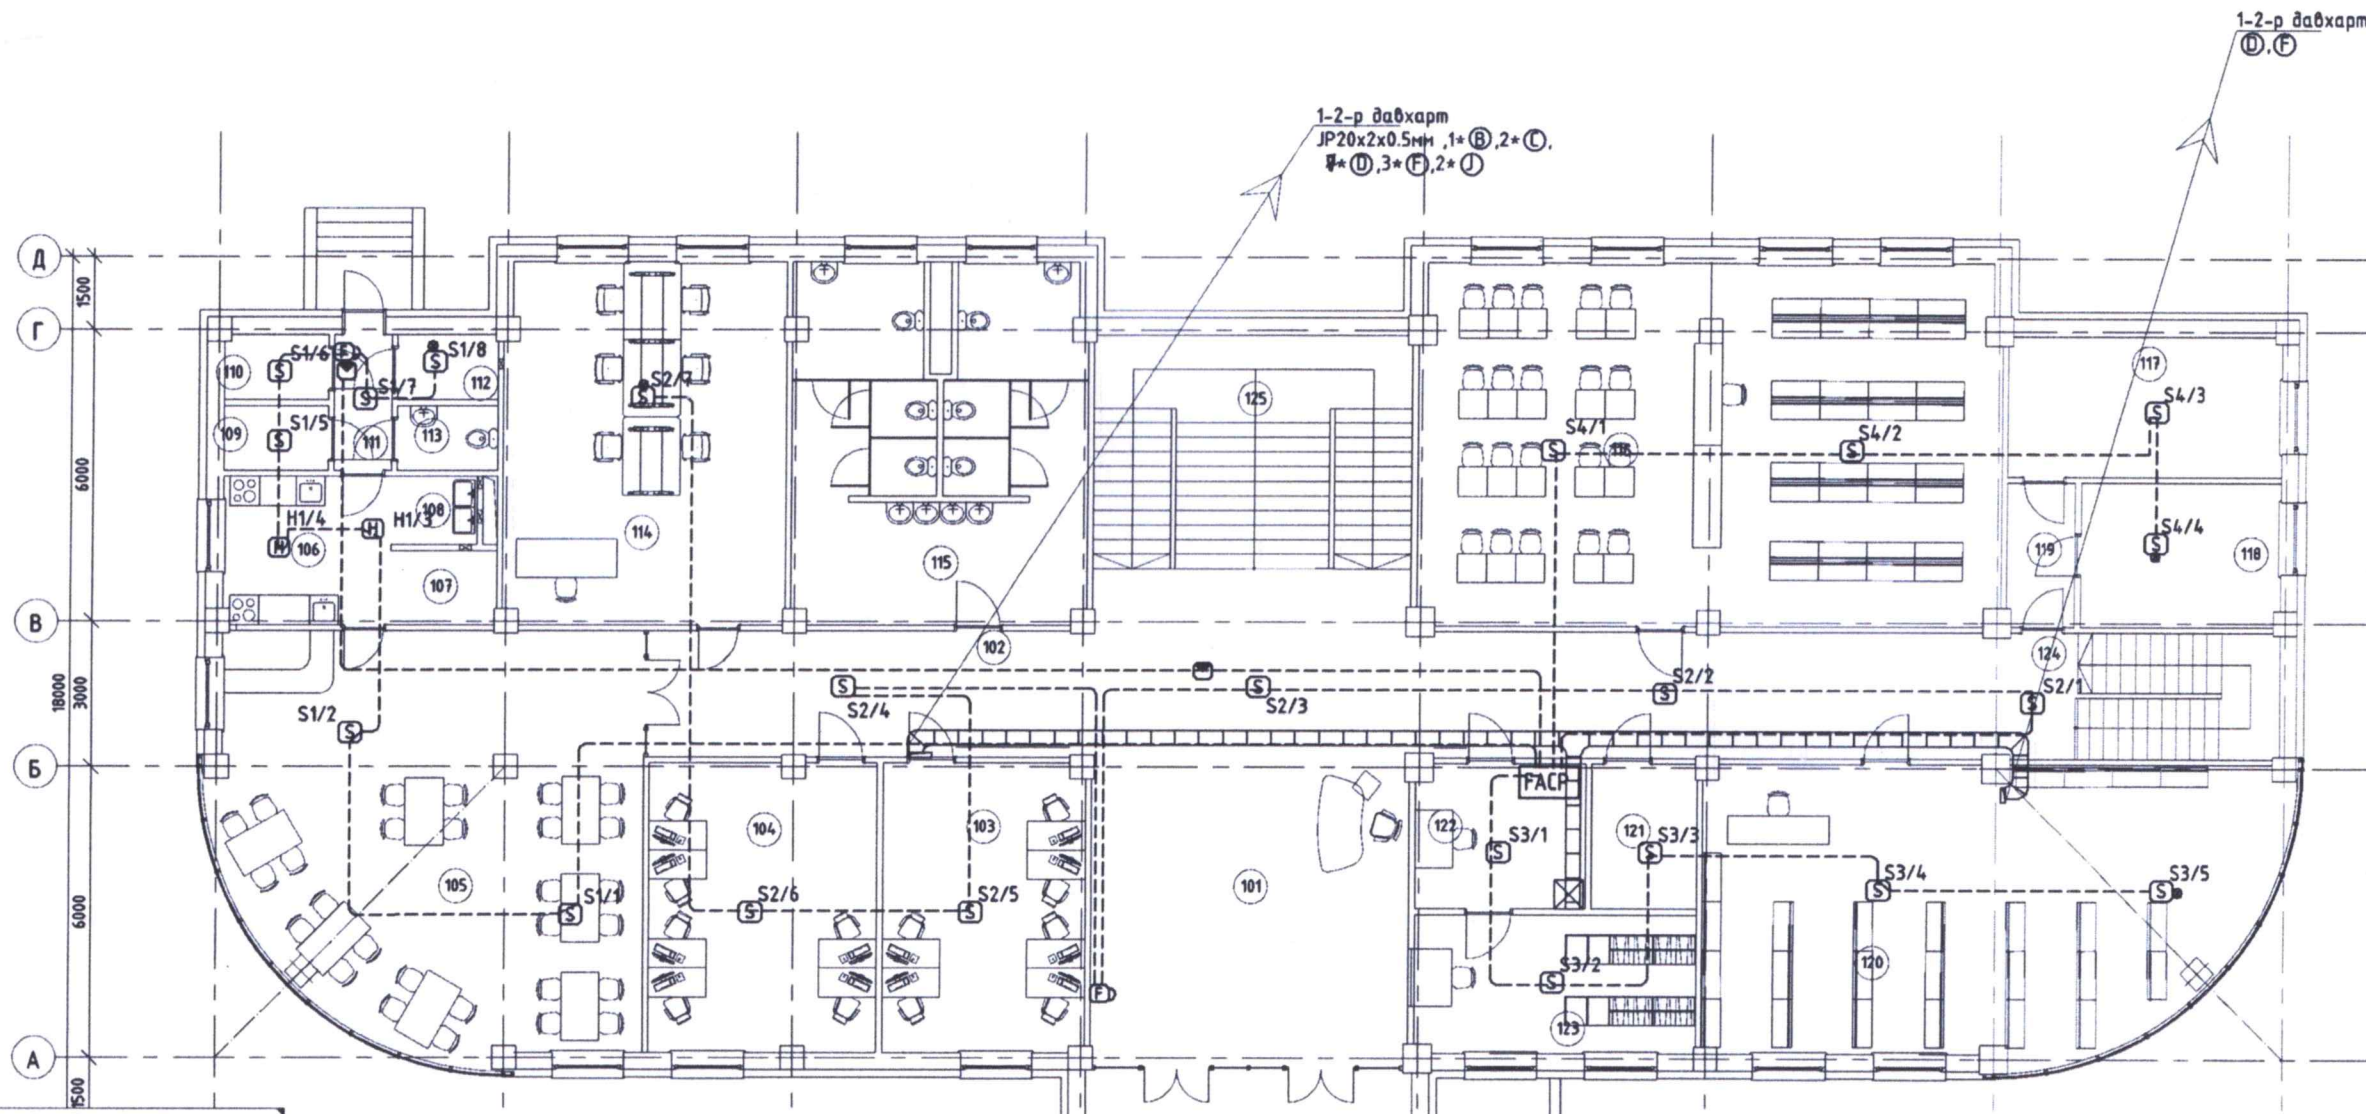 1-2-р давхарт
Ⓓ,Ⓕ
1-2-р давхарт
JP20x2x0.5мм ,1*Ⓑ,2*Ⓒ,
*Ⓓ,3*Ⓕ,2*Ⓙ
Д
1500
Г
S1/6
S1/8
110
S
S
S
112
S1/7
S
S2/7
S
125
117
S4/3
S
109
S1/5
S
111
113
S4/1
S
116
S4/2
S
6000
108
H1/4
H1/3
H
H
106
114
115
S4/4
S
119
118
107
В
102
124
18000
3000
S
S2/4
S
S2/3
S2/2
S
S2/1
S
S1/2
S
Б
FACP
104
103
122
S3/1
S
121
S3/3
S
105
S1/1
S
S2/6
S
S2/5
S
101
S3/4
S
S3/5
S
6000
F
S3/2
S
120
123
А
1500